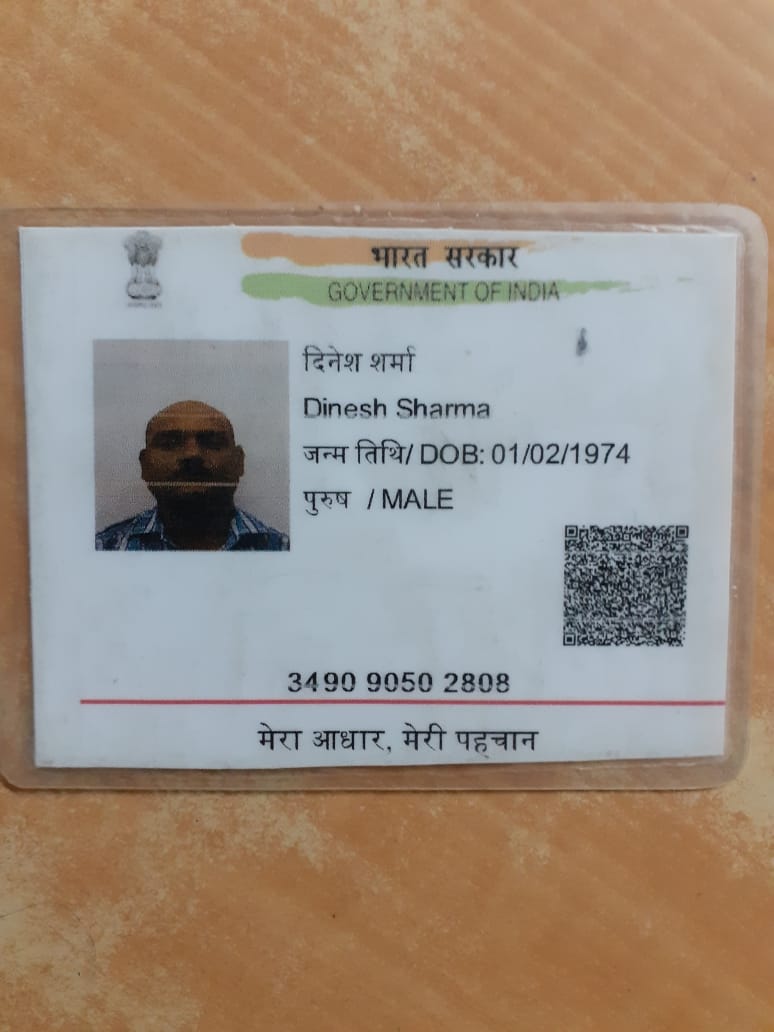 भारत सरकार
GOVERNMENT OF INDIA
दिनेश शर्मा
Dinesh Sharma
जन्म तिथि/ DOB: 01/02/1974
पुरुष / MALE
3490 9050 2808
मेरा आधार, मेरी पहचान